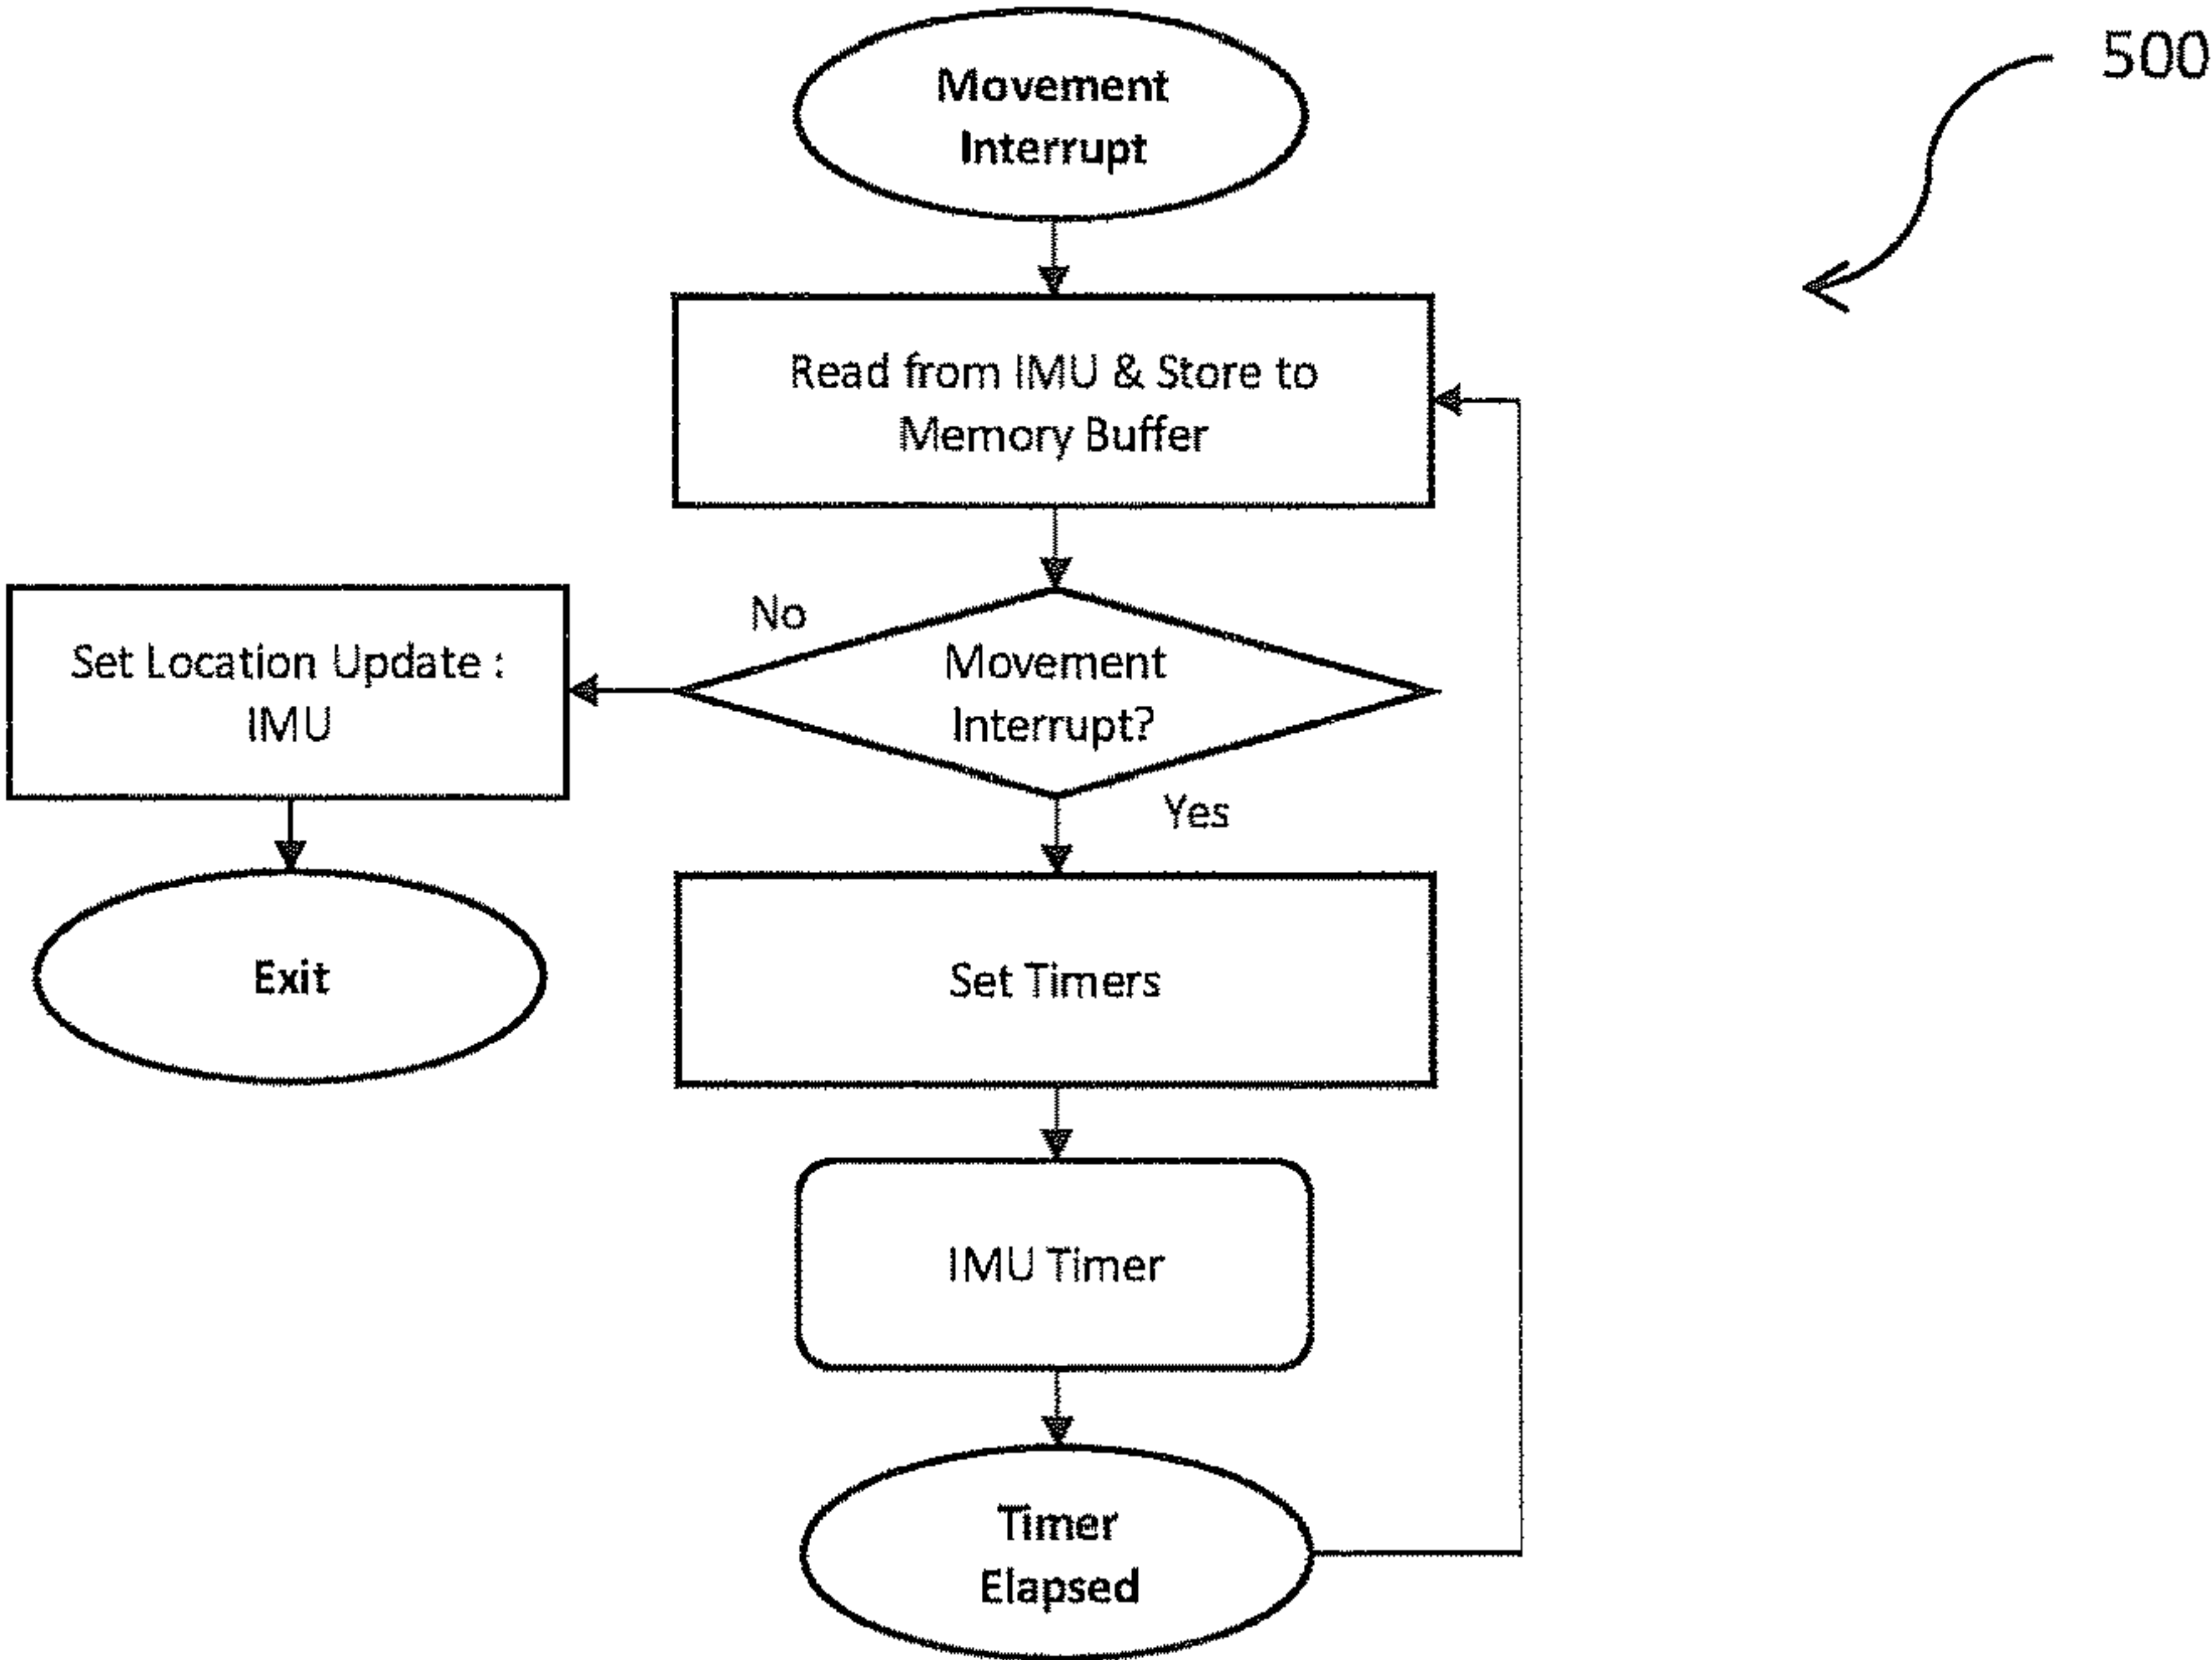 500
Movement
Interrupt
Read from IMU & Store to
Memory Buffer
No
Set Location Update :
IMU
Movement
Interrupt?
Yes
Exit
Set Timers
IMU Timer
Timer
Elapsed